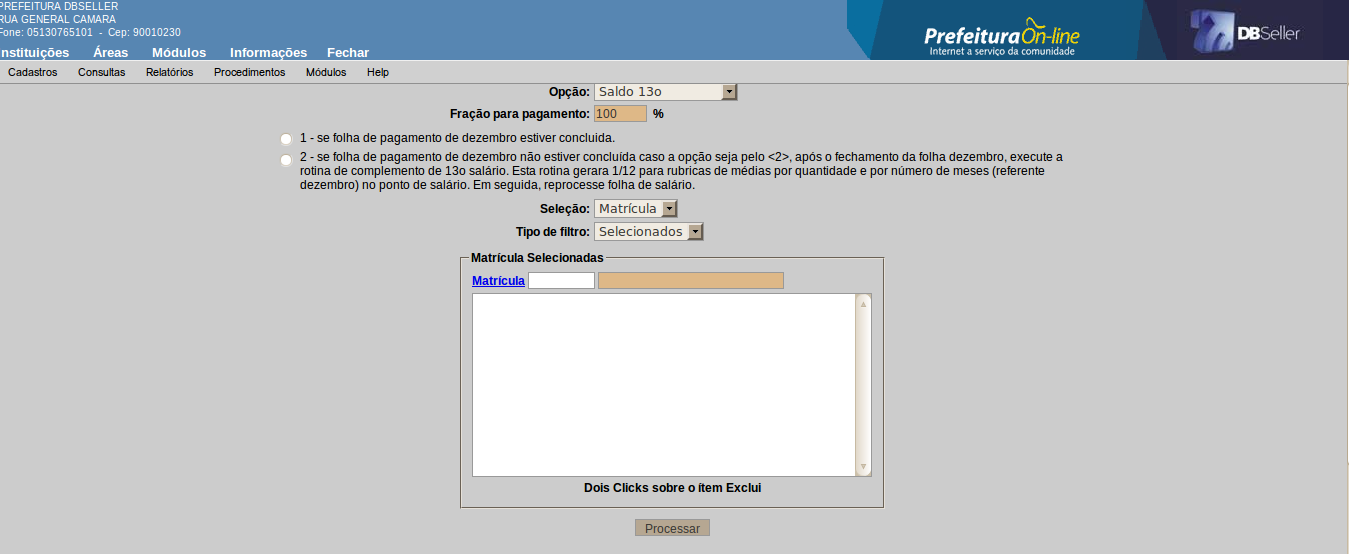 PREFEITURA DBSELLER
RUA GENERAL CAMARA
Fone: 05130765101 - Cep: 90010230
nstituições Áreas Módulos Informações Fechar
Prefeitura On-line
Internet a serviço da comunidade
DBSeller
Cadastros Consultas Relatórios Procedimentos Módulos Help
Opção: Saldo 13o
Fração para pagamento: 100 %
1 - se folha de pagamento de dezembro estiver concluida.
2 - se folha de pagamento de dezembro não estiver concluída caso a opção seja pelo <2>, após o fechamento da folha dezembro, execute a
rotina de complemento de 13o salário. Esta rotina gerara 1/12 para rubricas de médias por quantidade e por número de meses (referente
dezembro) no ponto de salário. Em seguida, reprocesse folha de salário.
Seleção: Matrícula
Tipo de filtro: Selecionados
Matrícula Selecionadas
Matrícula
Dois Clicks sobre o ítem Exclui
Processar